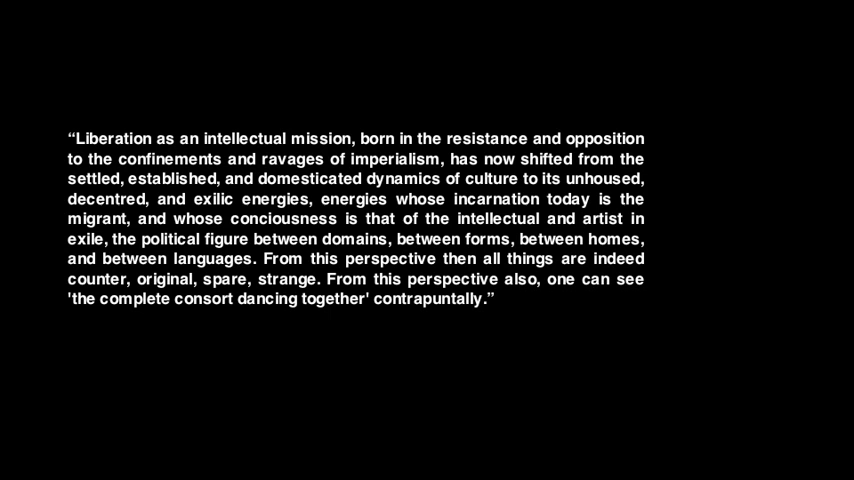 “Liberation as an intellectual mission, born in the resistance and opposition
to the confinements and ravages of imperialism, has now shifted from the
settled, established, and domesticated dynamics of culture to its unhoused,
decentred, and exilic energies, energies whose incarnation today is the
migrant, and whose conciousness is that of the intellectual and artist in
exile, the political figure between domains, between forms, between homes,
and between languages. From this perspective then all things are indeed
counter, original, spare, strange. From this perspective also, one can see
'the complete consort dancing together' contrapuntally.”